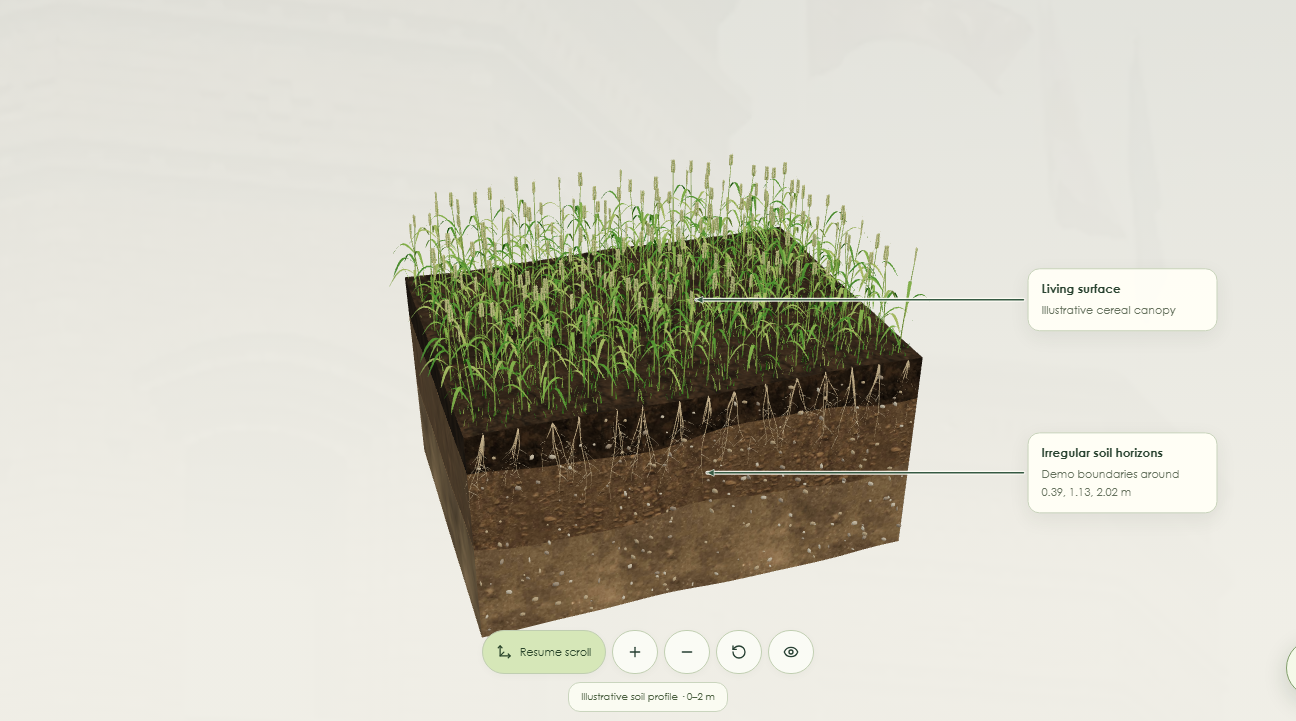 Living surface
Illustrative cereal canopy
Irregular soil horizons
Demo boundaries around
0.39, 1.13, 2.02 m
Resume scroll
Illustrative soil profile · 0–2 m